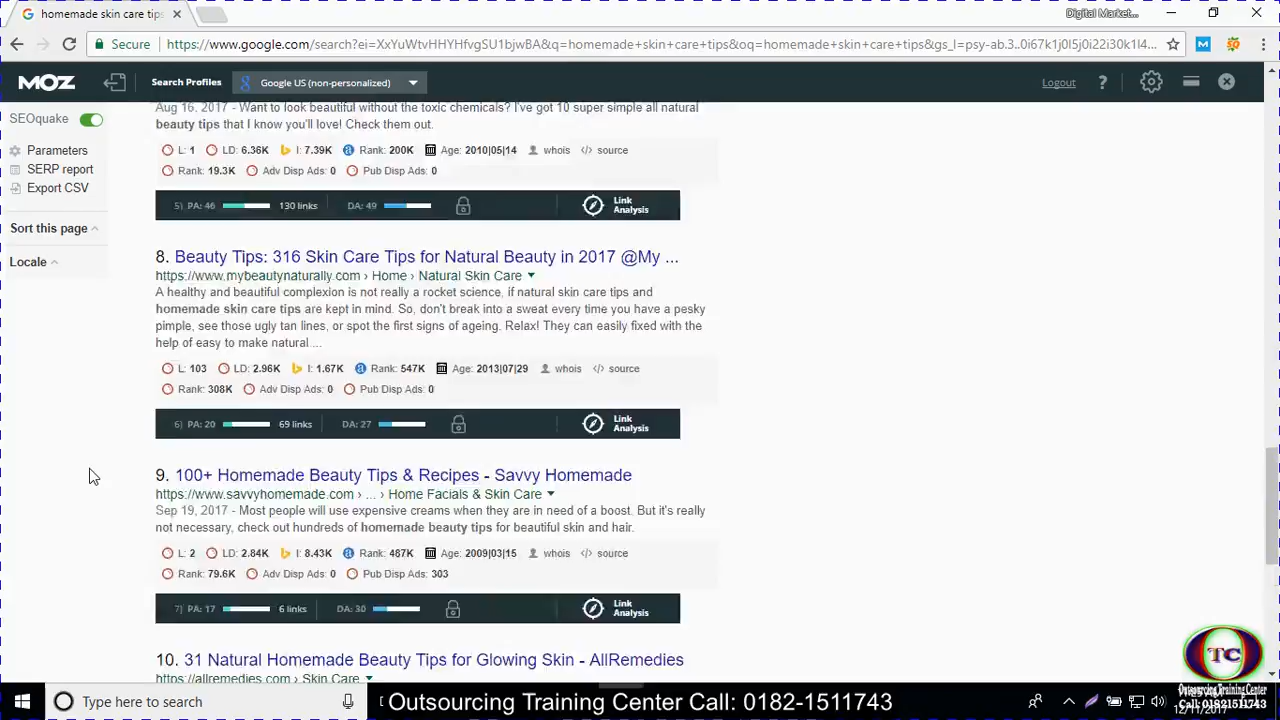 homemade skin care tips
Digital Market...
Secure
https://www.google.com/search?ei=XxYuWtvHHYHfvgSU1bjwBA&q=homemade+skin+care+tips&oq=homemade+skin+care+tips&gs_l=psy-ab.3..0i67k1j0l5j0i22i30k1l4...
MOZ
Search Profiles
Google US (non-personalized)
Logout
?
SEOquake
Parameters
SERP report
Export CSV
Sort this page
Locale
Aug 16, 2017 - Want to look beautiful without the toxic chemicals? I've got 10 super simple all natural
beauty tips that I know you'll love! Check them out.
L: 1 LD: 6.36K I: 7.39K Rank: 200K Age: 2010|05|14 whois </> source
Rank: 19.3K Adv Disp Ads: 0 Pub Disp Ads: 0
5) PA: 46 130 links DA: 49 Link Analysis
8. Beauty Tips: 316 Skin Care Tips for Natural Beauty in 2017 @My ...
https://www.mybeautynaturally.com › Home › Natural Skin Care
A healthy and beautiful complexion is not really a rocket science, if natural skin care tips and
homemade skin care tips are kept in mind. So, don't break into a sweat every time you have a pesky
pimple, see those ugly tan lines, or spot the first signs of ageing. Relax! They can easily fixed with the
help of easy to make natural ...
L: 103 LD: 2.96K I: 1.67K Rank: 547K Age: 2013|07|29 whois </> source
Rank: 308K Adv Disp Ads: 0 Pub Disp Ads: 0
6) PA: 20 69 links DA: 27 Link Analysis
9. 100+ Homemade Beauty Tips & Recipes - Savvy Homemade
https://www.savvyhomemade.com › ... › Home Facials & Skin Care
Sep 19, 2017 - Most people will use expensive creams when they are in need of a boost. But it's really
not necessary, check out hundreds of homemade beauty tips for beautiful skin and hair.
L: 2 LD: 2.84K I: 8.43K Rank: 487K Age: 2009|03|15 whois </> source
Rank: 79.6K Adv Disp Ads: 0 Pub Disp Ads: 303
7) PA: 17 6 links DA: 30 Link Analysis
10. 31 Natural Homemade Beauty Tips for Glowing Skin - AllRemedies
https://allremedies.com › Skin Care
TC
Outsourcing Training Center
Call: 01821511743
Type here to search
Outsourcing Training Center Call: 0182-1511743